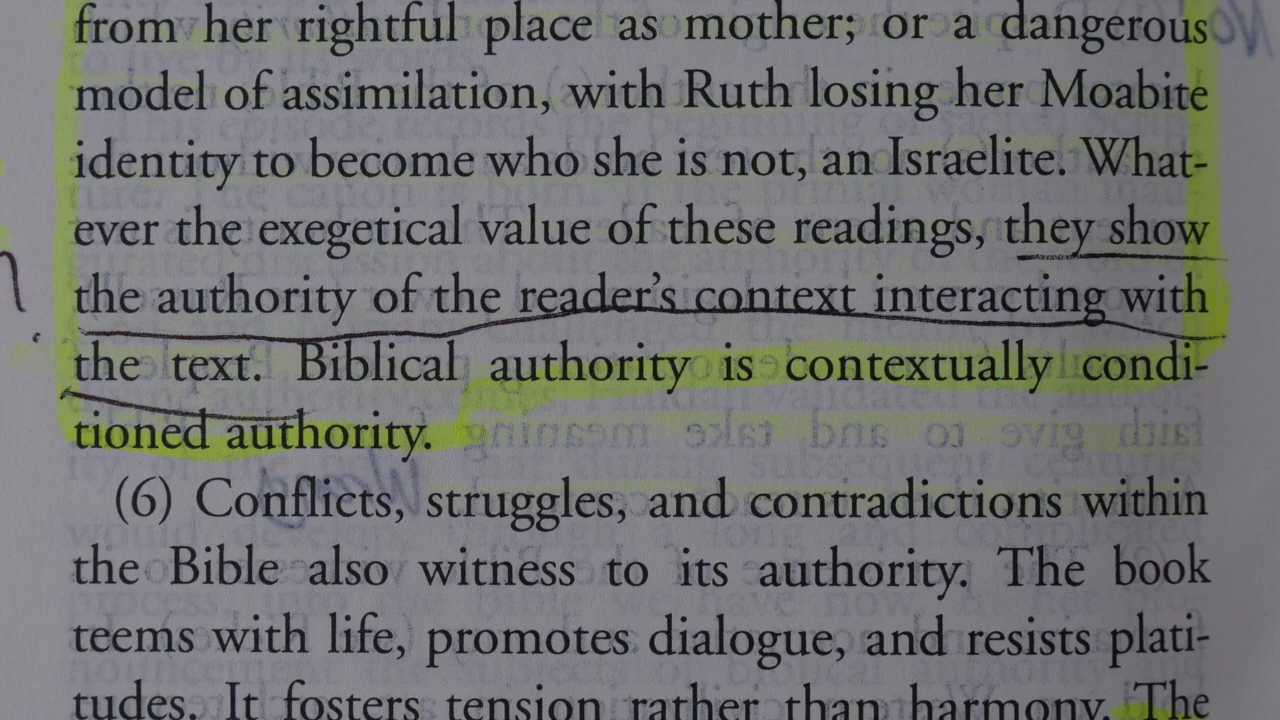 from her rightful place as mother; or a dangerous
model of assimilation, with Ruth losing her Moabite
identity to become who she is not, an Israelite. What-
ever the exegetical value of these readings, they show
the authority of the reader's context interacting with
the text. Biblical authority is contextually condi-
tioned authority.
(6) Conflicts, struggles, and contradictions within
the Bible also witness to its authority. The book
teems with life, promotes dialogue, and resists plati-
tudes. It fosters tension rather than harmony. The